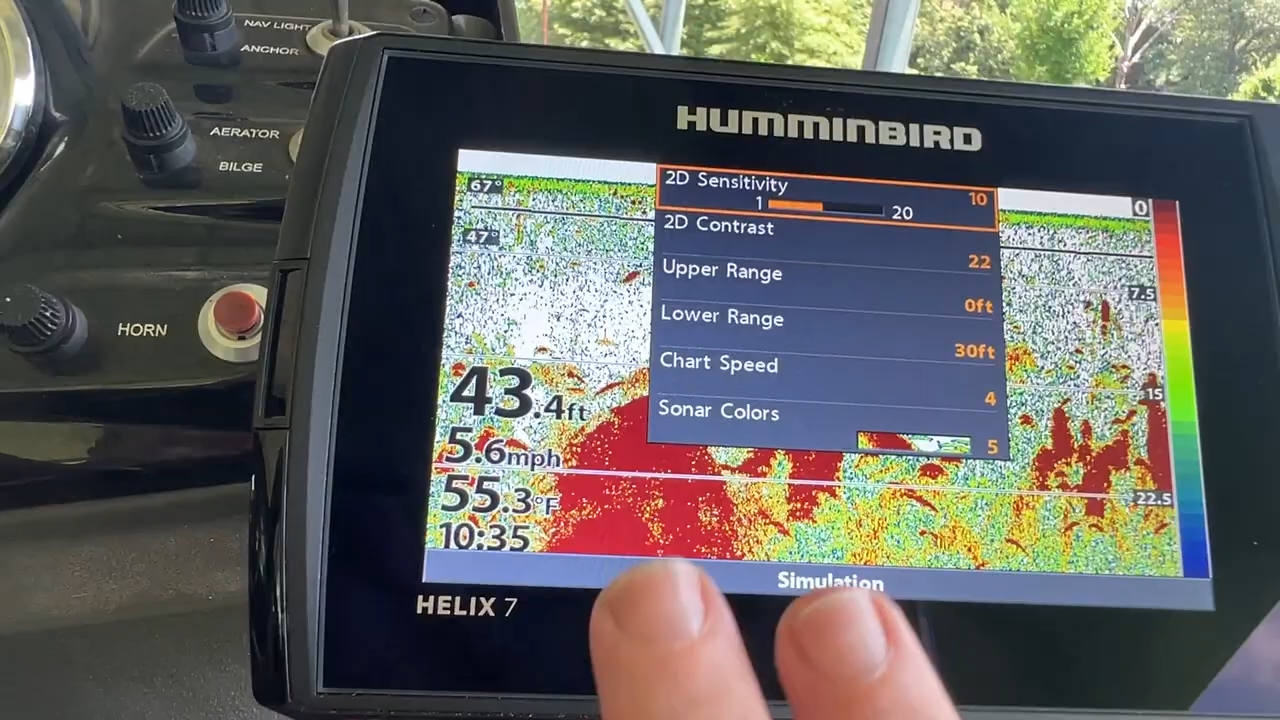 NAV LIGHT
ANCHOR
AERATOR
BILGE
HORN
HUMMINBIRD
67°
47°
2D Sensitivity
10
1
20
2D Contrast
22
Upper Range
0ft
Lower Range
30ft
Chart Speed
4
Sonar Colors
5
0
7.5
15
22.5
43.4ft
5.6mph
55.3°F
10:35
Simulation
HELIX 7